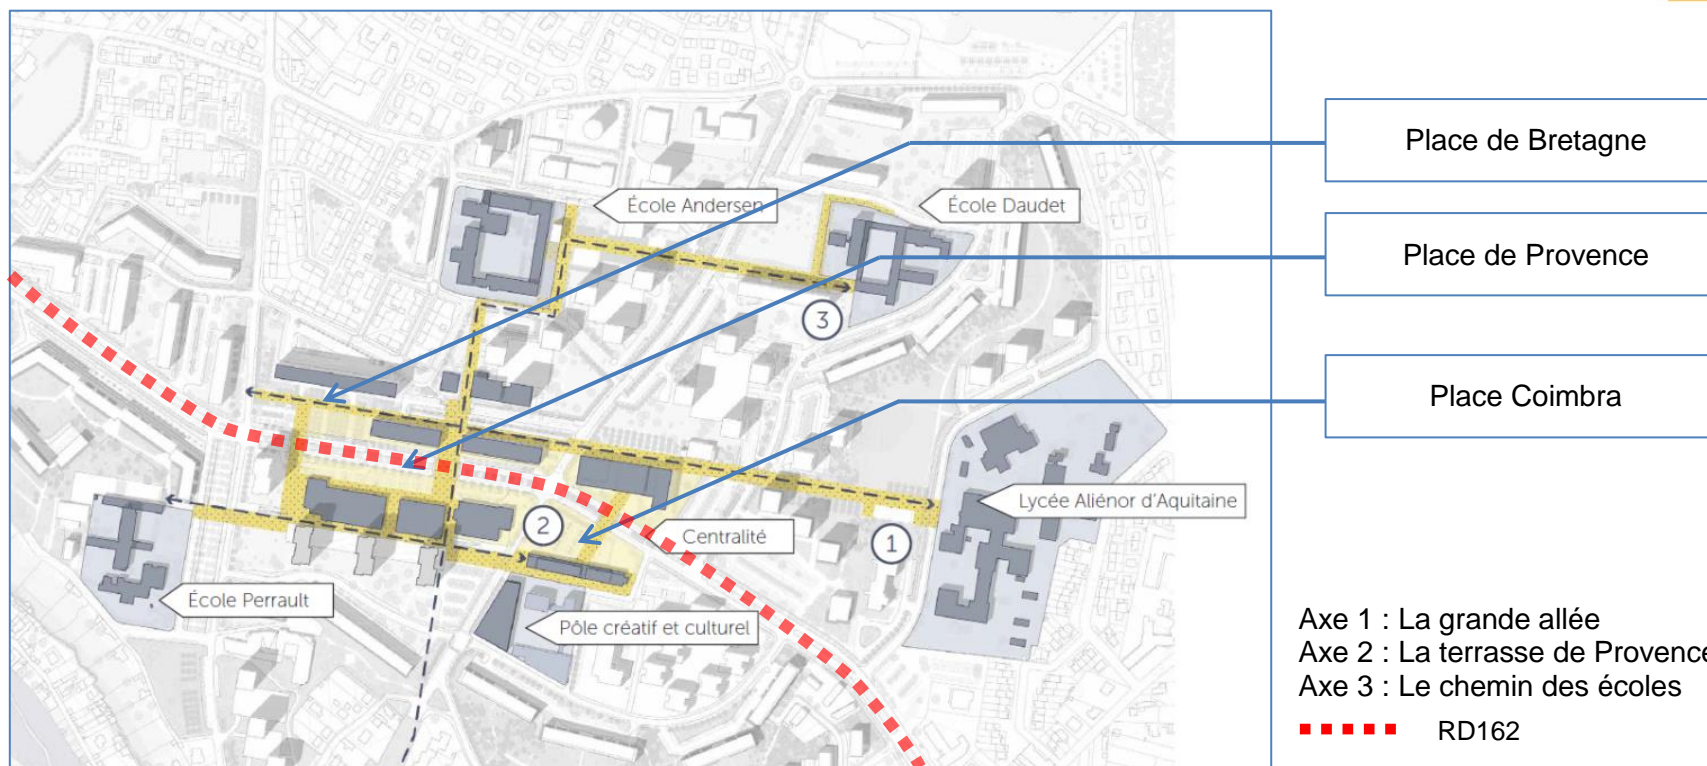 Place de Bretagne
École Andersen
École Daudet
Place de Provence
3
Place Coimbra
Lycée Aliénor d'Aquitaine
2
Centralité
1
École Perrault
Pôle créatif et culturel
Axe 1 : La grande allée
Axe 2 : La terrasse de Provence
Axe 3 : Le chemin des écoles
RD162